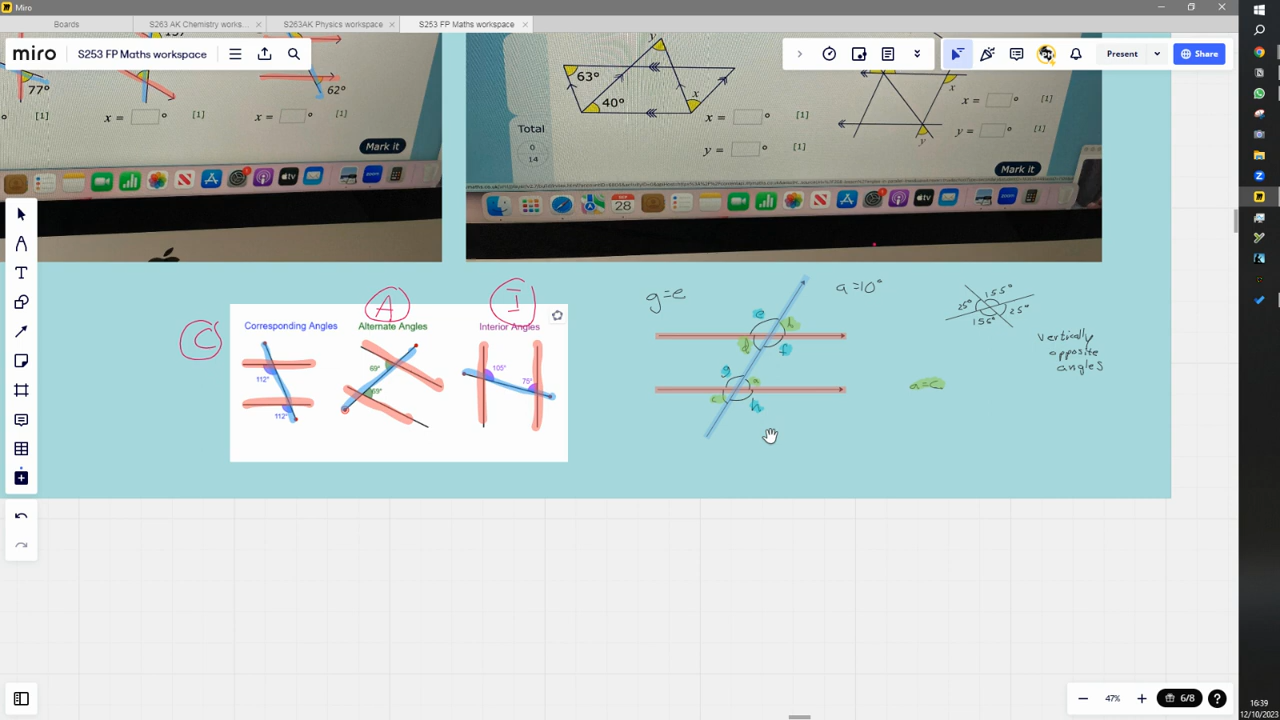 Miro
Boards
S263 AK Chemistry works...
S263AK Physics workspace
S253 FP Maths workspace
miro
S253 FP Maths workspace
Present
Share
77°
x = °
[1]
[1]
62°
x = °
[1]
Mark it
y
63°
40°
x
x = °
[1]
y = °
[1]
Total
0
14
x
x = °
[1]
y = °
[1]
y
Mark it
SEP
28
C
A
I
Corresponding Angles
Alternate Angles
Interior Angles
112°
112°
69°
69°
105°
75°
g=e
a=10°
e
b
d
f
g
a
c
h
a=c
155°
25°
25°
155°
vertically
opposite
angles
47%
6/8
16:39
12/10/2023